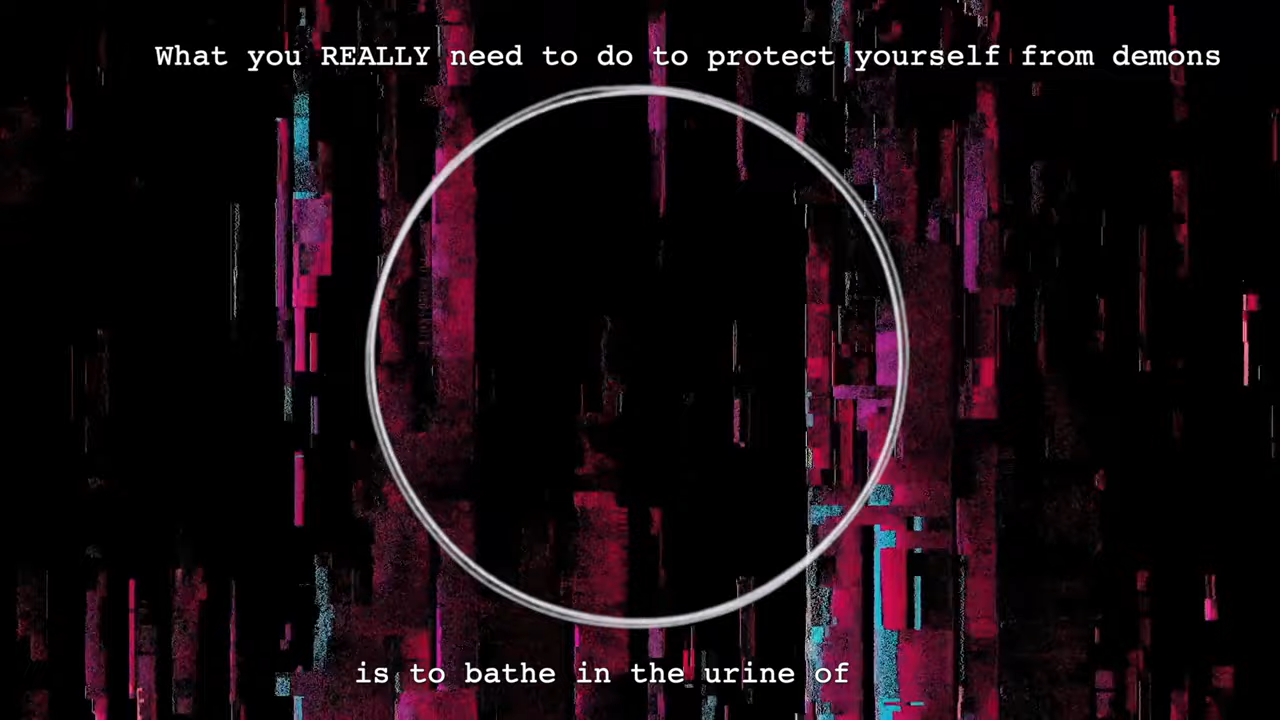 What you REALLY need to do to protect yourself from demons
is to bathe in the urine of